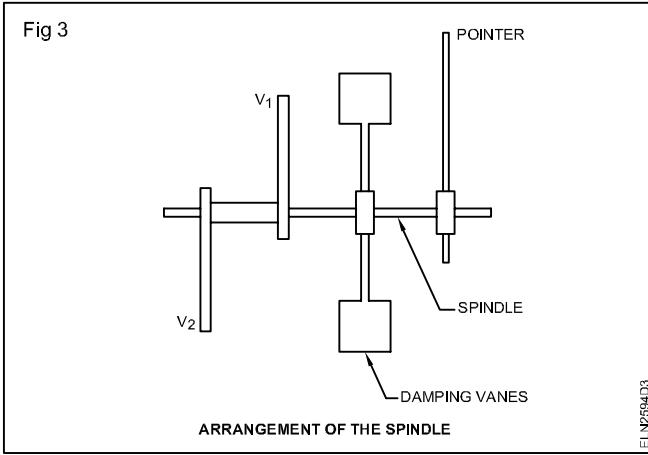 Fig 3
POINTER
V1
V2
SPINDLE
DAMPING VANES
ARRANGEMENT OF THE SPINDLE
ELN2594D3